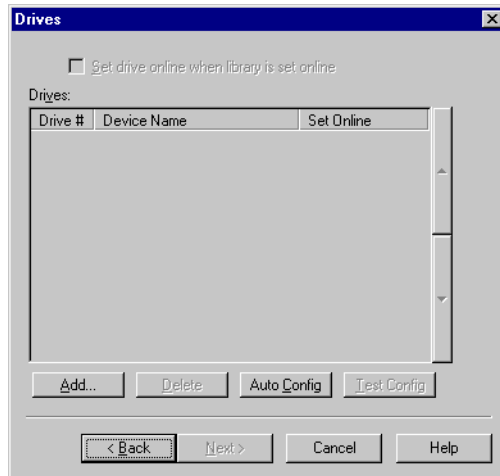 Drives
Set drive online when library is set online
Drives:
Drive # Device Name Set Online
Add... Delete Auto Config Test Config
< Back Next > Cancel Help